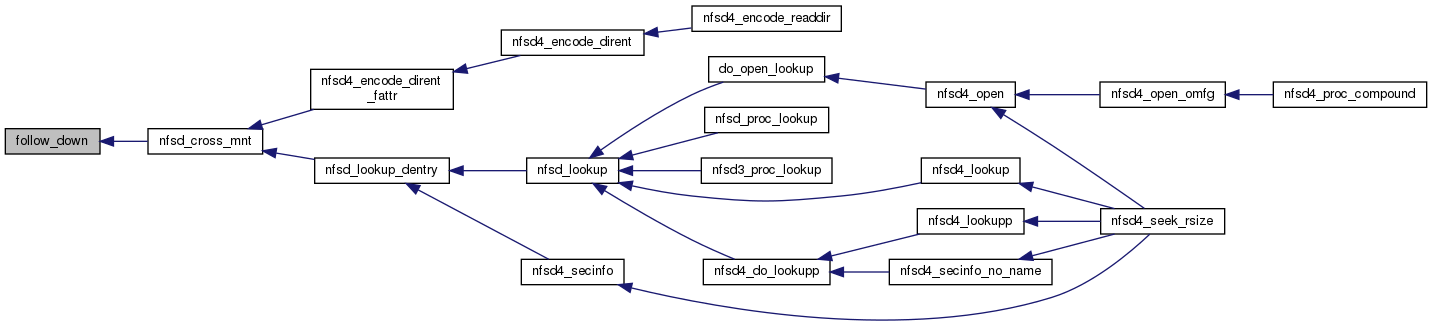 nfsd4_encode_readdir
nfsd4_encode_dirent
do_open_lookup
nfsd4_encode_dirent
_fattr
nfsd4_open
nfsd4_open_omfg
nfsd4_proc_compound
nfsd_proc_lookup
follow_down
nfsd_cross_mnt
nfsd_lookup_dentry
nfsd_lookup
nfsd3_proc_lookup
nfsd4_lookup
nfsd4_lookupp
nfsd4_seek_rsize
nfsd4_secinfo
nfsd4_do_lookupp
nfsd4_secinfo_no_name